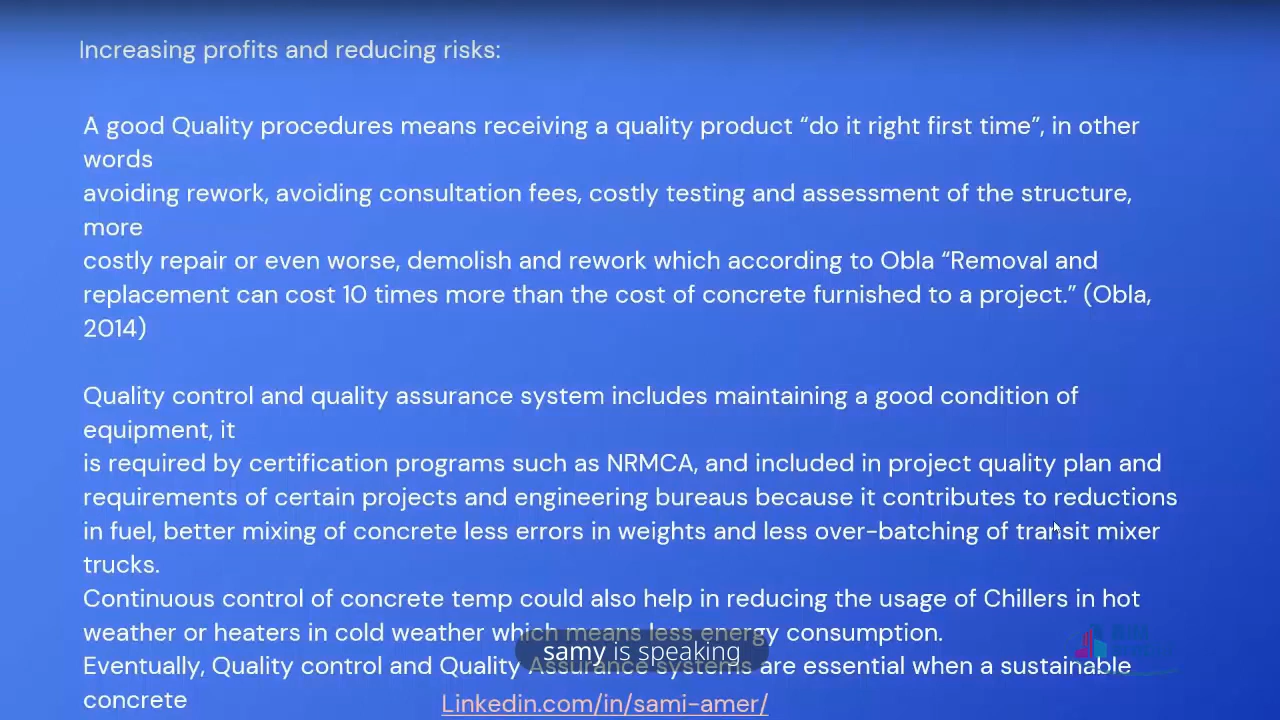 Increasing profits and reducing risks:
A good Quality procedures means receiving a quality product “do it right first time”, in other
words
avoiding rework, avoiding consultation fees, costly testing and assessment of the structure,
more
costly repair or even worse, demolish and rework which according to Obla “Removal and
replacement can cost 10 times more than the cost of concrete furnished to a project.” (Obla,
2014)
Quality control and quality assurance system includes maintaining a good condition of
equipment, it
is required by certification programs such as NRMCA, and included in project quality plan and
requirements of certain projects and engineering bureaus because it contributes to reductions
in fuel, better mixing of concrete less errors in weights and less over-batching of transit mixer
trucks.
Continuous control of concrete temp could also help in reducing the usage of Chillers in hot
weather or heaters in cold weather which means less energy consumption.
samy is speaking
Eventually, Quality control and Quality Assurance systems are essential when a sustainable
concrete
Linkedin.com/in/sami-amer/